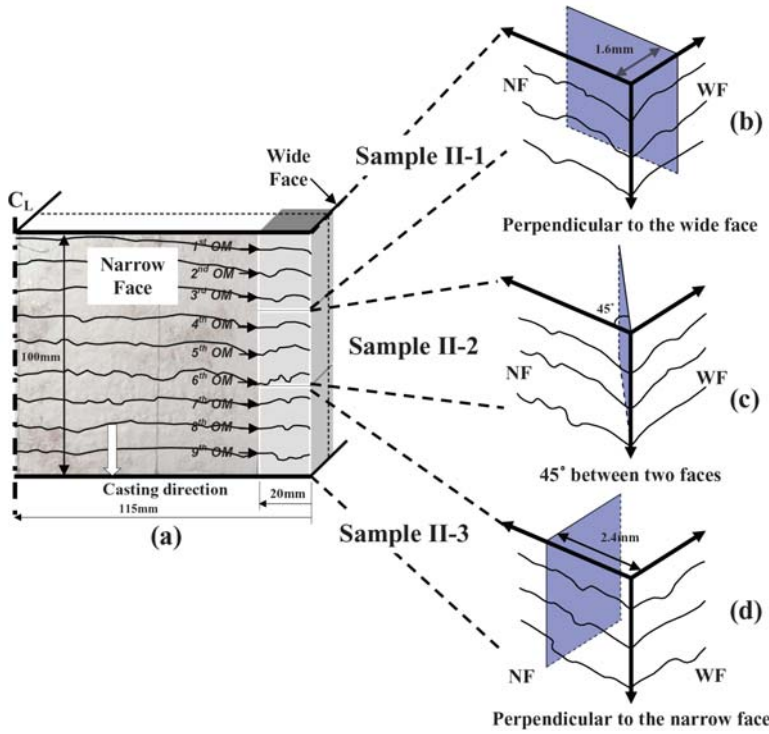 C_L
Wide
Face
Sample II-1
1st OM
Narrow
Face
2nd OM
3rd OM
4th OM
100mm
5th OM
Sample II-2
6th OM
7th OM
8th OM
9th OM
Casting direction
20mm
115mm
(a)
Sample II-3
1.6mm
NF
WF
(b)
Perpendicular to the wide face
45°
NF
WF
(c)
45° between two faces
2.4mm
(d)
NF
WF
Perpendicular to the narrow face